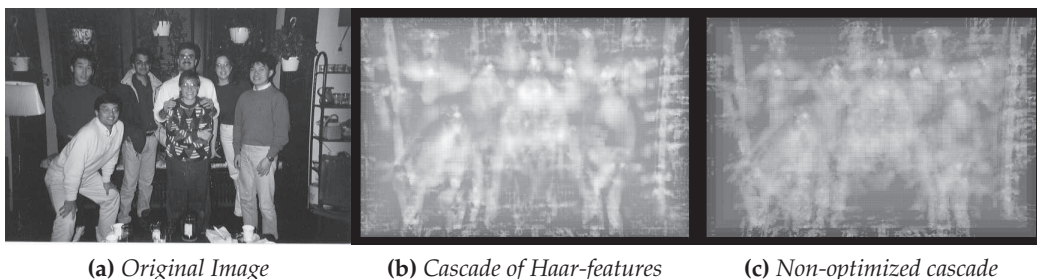 (a) Original Image
(b) Cascade of Haar-features
(c) Non-optimized cascade